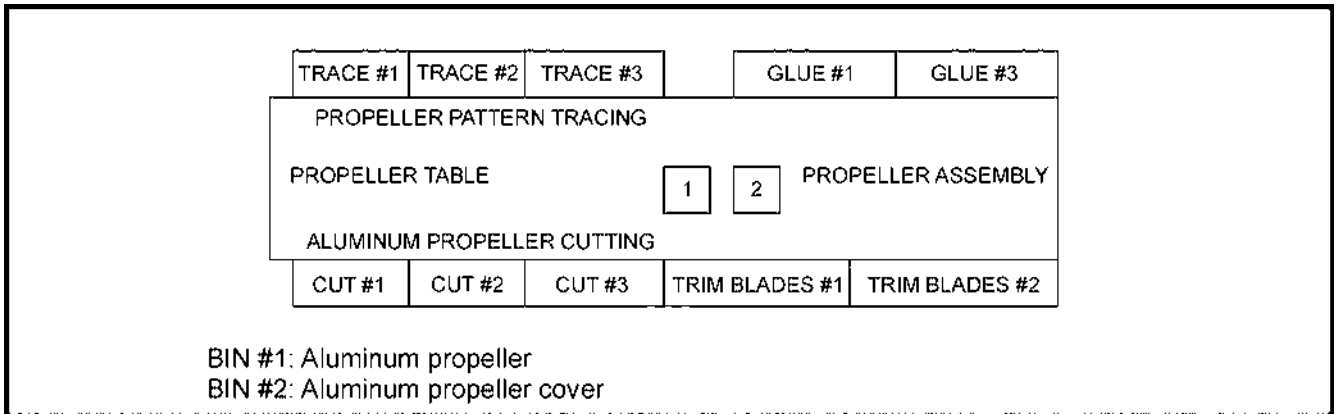 TRACE #1 TRACE #2 TRACE #3 GLUE #1 GLUE #3
PROPELLER PATTERN TRACING
PROPELLER TABLE 1 2 PROPELLER ASSEMBLY
ALUMINUM PROPELLER CUTTING
CUT #1 CUT #2 CUT #3 TRIM BLADES #1 TRIM BLADES #2
BIN #1: Aluminum propeller
BIN #2: Aluminum propeller cover